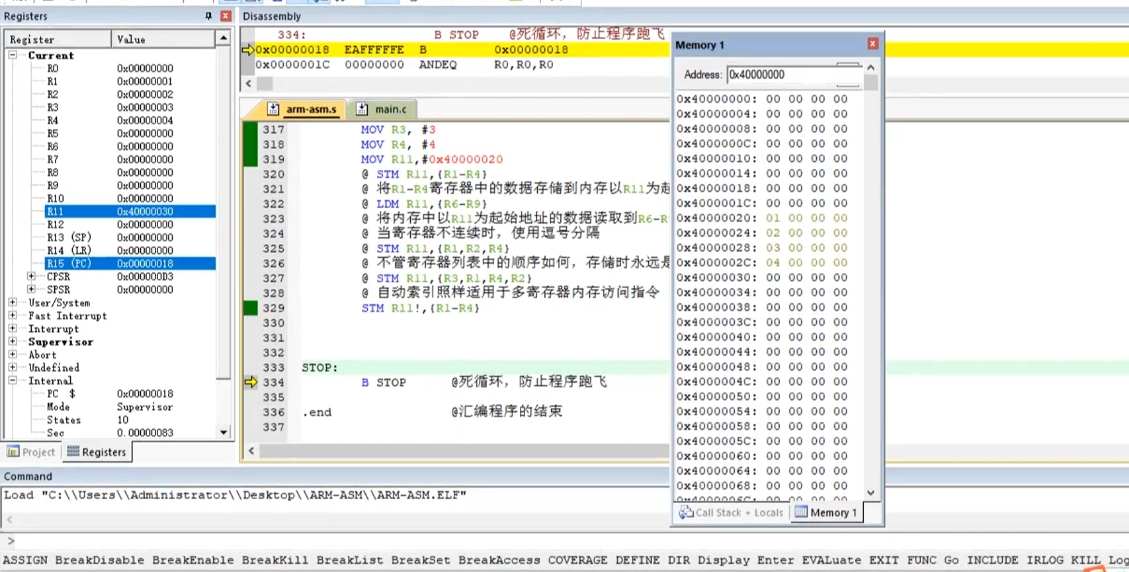 Registers
Register Value
Current
R0 0x00000000
R1 0x00000001
R2 0x00000002
R3 0x00000003
R4 0x00000004
R5 0x00000000
R6 0x00000000
R7 0x00000000
R8 0x00000000
R9 0x00000000
R10 0x00000000
R11 0x40000030
R12 0x00000000
R13 (SP) 0x00000000
R14 (LR) 0x00000000
R15 (PC) 0x00000018
CPSR 0x000000D3
SPSR 0x00000000
User/System
Fast Interrupt
Interrupt
Supervisor
Abort
Undefined
Internal
PC $ 0x00000018
Mode Supervisor
States 10
Sec 0.00000083
Project Registers
Disassembly
334: B STOP @死循环，防止程序跑飞
0x00000018 EAFFFFFE B 0x00000018
0x0000001C 00000000 ANDEQ R0,R0,R0
arm-asm.s main.c
317 MOV R3, #3
318 MOV R4, #4
319 MOV R11,#0x40000020
320 @ STM R11,{R1-R4}
321 @ 将R1-R4寄存器中的数据存储到内存以R11为起
322 @ LDM R11,{R6-R9}
323 @ 将内存中以R11为起始地址的数据读取到R6-R
324 @ 当寄存器不连续时，使用逗号分隔
325 @ STM R11,{R1,R2,R4}
326 @ 不管寄存器列表中的顺序如何，存储时永远是
327 @ STM R11,{R3,R1,R4,R2}
328 @ 自动索引照样适用于多寄存器内存访问指令
329 STM R11!,{R1-R4}
330
331
332
333 STOP:
334 B STOP @死循环，防止程序跑飞
335
336 .end @汇编程序的结束
337
Memory 1
Address: 0x40000000
0x40000000: 00 00 00 00
0x40000004: 00 00 00 00
0x40000008: 00 00 00 00
0x4000000C: 00 00 00 00
0x40000010: 00 00 00 00
0x40000014: 00 00 00 00
0x40000018: 00 00 00 00
0x4000001C: 00 00 00 00
0x40000020: 01 00 00 00
0x40000024: 02 00 00 00
0x40000028: 03 00 00 00
0x4000002C: 04 00 00 00
0x40000030: 00 00 00 00
0x40000034: 00 00 00 00
0x40000038: 00 00 00 00
0x4000003C: 00 00 00 00
0x40000040: 00 00 00 00
0x40000044: 00 00 00 00
0x40000048: 00 00 00 00
0x4000004C: 00 00 00 00
0x40000050: 00 00 00 00
0x40000054: 00 00 00 00
0x40000058: 00 00 00 00
0x4000005C: 00 00 00 00
0x40000060: 00 00 00 00
0x40000064: 00 00 00 00
0x40000068: 00 00 00 00
0x4000006C: 00 00 00 00
Call Stack + Locals Memory 1
Command
Load "C:\\Users\\Administrator\\Desktop\\ARM-ASM\\ARM-ASM.ELF"
>
ASSIGN BreakDisable BreakEnable BreakKill BreakList BreakSet BreakAccess COVERAGE DEFINE DIR Display Enter EVALuate EXIT FUNC Go INCLUDE IRLOG KILL Log